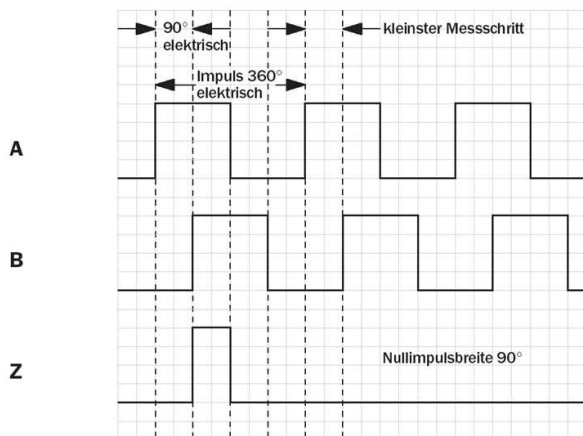 90°
elektrisch
kleinster Messschritt
Impuls 360°
elektrisch
A
B
Z
Nullimpulsbreite 90°